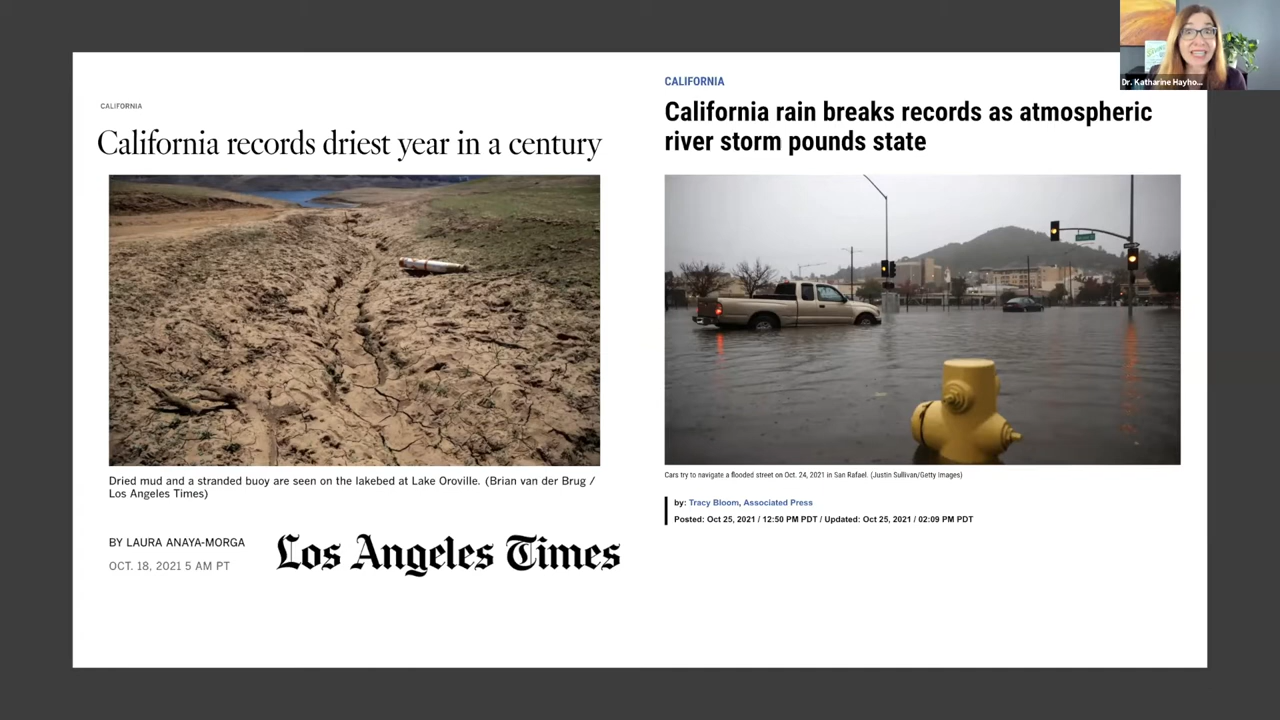 CALIFORNIA
California records driest year in a century
Dried mud and a stranded buoy are seen on the lakebed at Lake Oroville. (Brian van der Brug /
Los Angeles Times)
BY LAURA ANAYA-MORGA
OCT. 18, 2021 5 AM PT
Los Angeles Times
CALIFORNIA
California rain breaks records as atmospheric
river storm pounds state
Cars try to navigate a flooded street on Oct. 24, 2021 in San Rafael. (Justin Sullivan/Getty Images)
by: Tracy Bloom, Associated Press
Posted: Oct 25, 2021 / 12:50 PM PDT / Updated: Oct 25, 2021 / 02:09 PM PDT
Dr. Katharine Hayho...